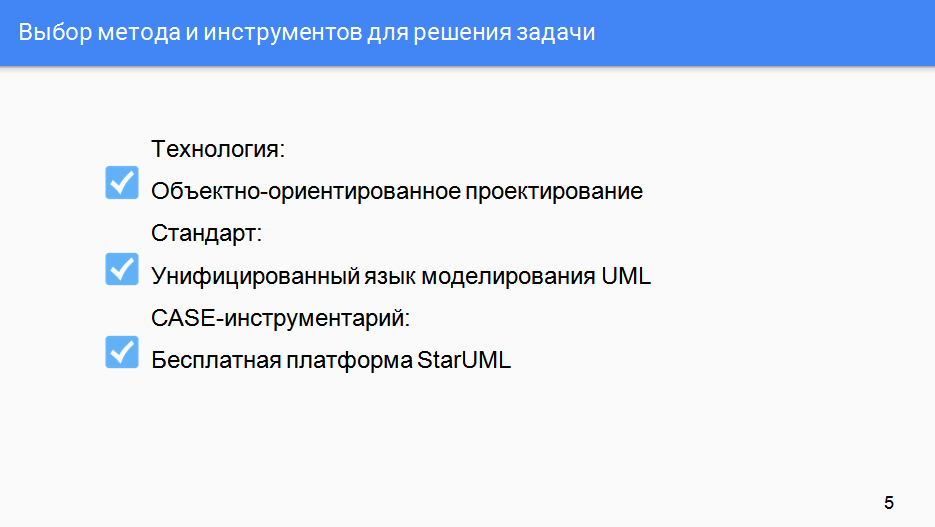 Выбор метода и инструментов для решения задачи
Технология:
Объектно-ориентированное проектирование
Стандарт:
Унифицированный язык моделирования UML
CASE-инструментарий:
Бесплатная платформа StarUML
5